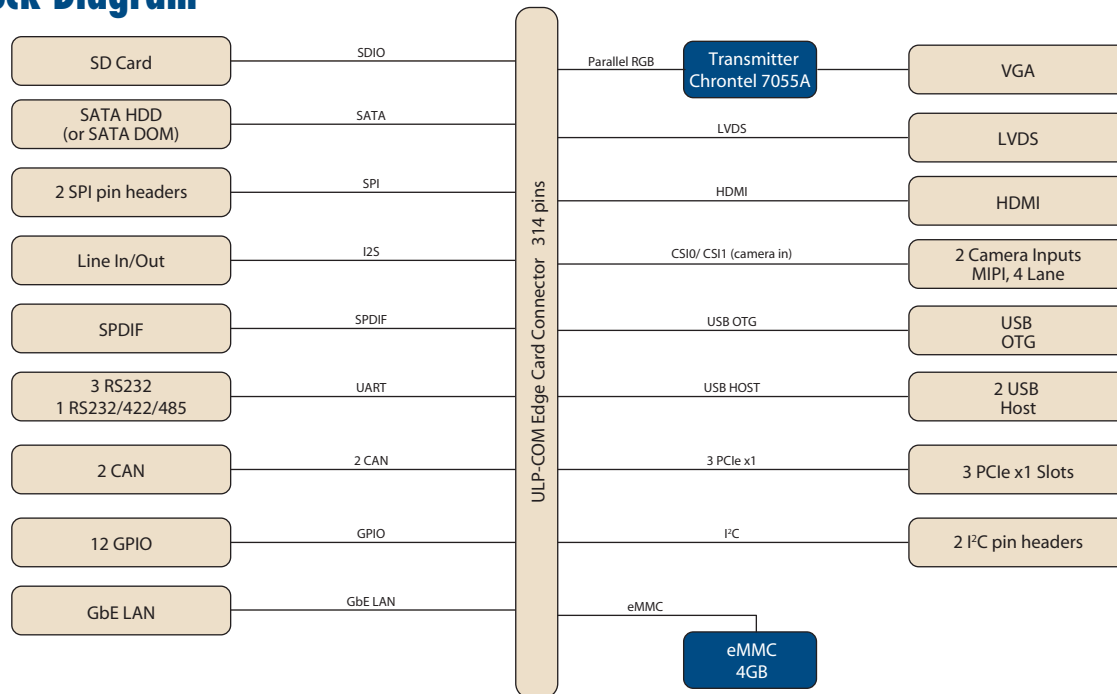 Diagram
SD Card
SDIO
SATA HDD
(or SATA DOM)
SATA
2 SPI pin headers
SPI
Line In/Out
I2S
SPDIF
SPDIF
3 RS232
1 RS232/422/485
UART
2 CAN
2 CAN
12 GPIO
GPIO
GbE LAN
GbE LAN
ULP-COM Edge Card Connector 314 pins
Parallel RGB
Transmitter
Chrontel 7055A
VGA
LVDS
LVDS
HDMI
HDMI
CSI0/ CSI1 (camera in)
2 Camera Inputs
MIPI, 4 Lane
USB OTG
USB
OTG
USB HOST
2 USB
Host
3 PCIe x1
3 PCIe x1 Slots
I²C
2 I²C pin headers
eMMC
eMMC
4GB